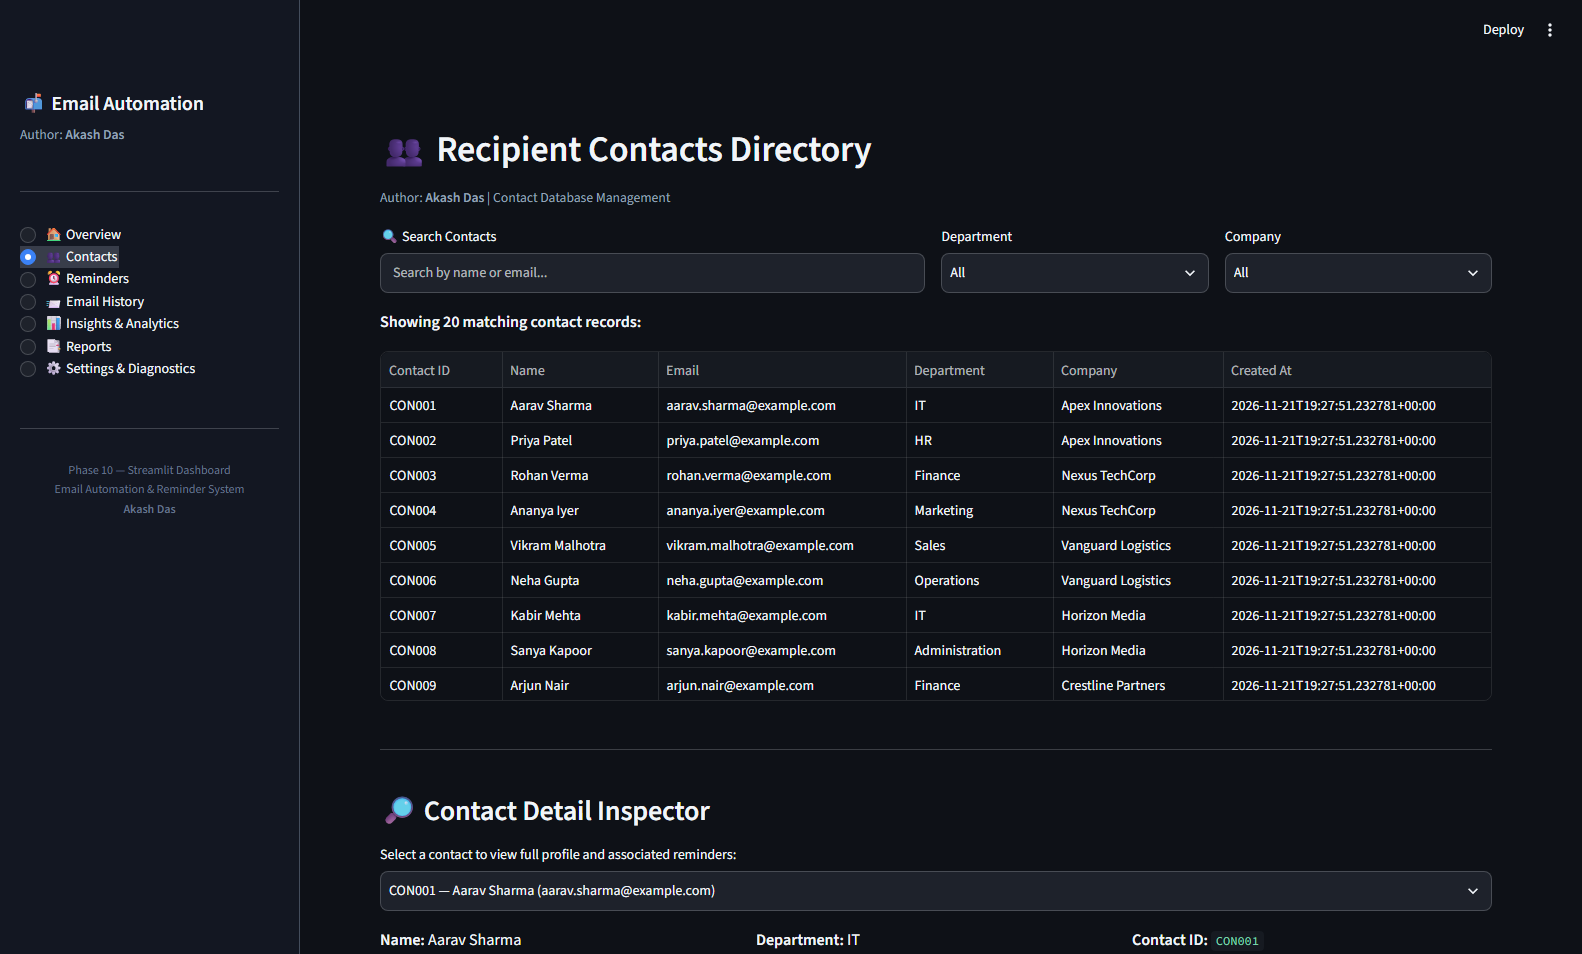 Deploy
Email Automation
Author: Akash Das
Overview
Contacts
Reminders
Email History
Insights & Analytics
Reports
Settings & Diagnostics
Phase 10 — Streamlit Dashboard
Email Automation & Reminder System
Akash Das
Recipient Contacts Directory
Author: Akash Das | Contact Database Management
Search Contacts Department Company
Search by name or email... All All
Showing 20 matching contact records:
Contact ID Name Email Department Company Created At
CON001 Aarav Sharma aarav.sharma@example.com IT Apex Innovations 2026-11-21T19:27:51.232781+00:00
CON002 Priya Patel priya.patel@example.com HR Apex Innovations 2026-11-21T19:27:51.232781+00:00
CON003 Rohan Verma rohan.verma@example.com Finance Nexus TechCorp 2026-11-21T19:27:51.232781+00:00
CON004 Ananya Iyer ananya.iyer@example.com Marketing Nexus TechCorp 2026-11-21T19:27:51.232781+00:00
CON005 Vikram Malhotra vikram.malhotra@example.com Sales Vanguard Logistics 2026-11-21T19:27:51.232781+00:00
CON006 Neha Gupta neha.gupta@example.com Operations Vanguard Logistics 2026-11-21T19:27:51.232781+00:00
CON007 Kabir Mehta kabir.mehta@example.com IT Horizon Media 2026-11-21T19:27:51.232781+00:00
CON008 Sanya Kapoor sanya.kapoor@example.com Administration Horizon Media 2026-11-21T19:27:51.232781+00:00
CON009 Arjun Nair arjun.nair@example.com Finance Crestline Partners 2026-11-21T19:27:51.232781+00:00
Contact Detail Inspector
Select a contact to view full profile and associated reminders:
CON001 — Aarav Sharma (aarav.sharma@example.com)
Name: Aarav Sharma Department: IT Contact ID: CON001